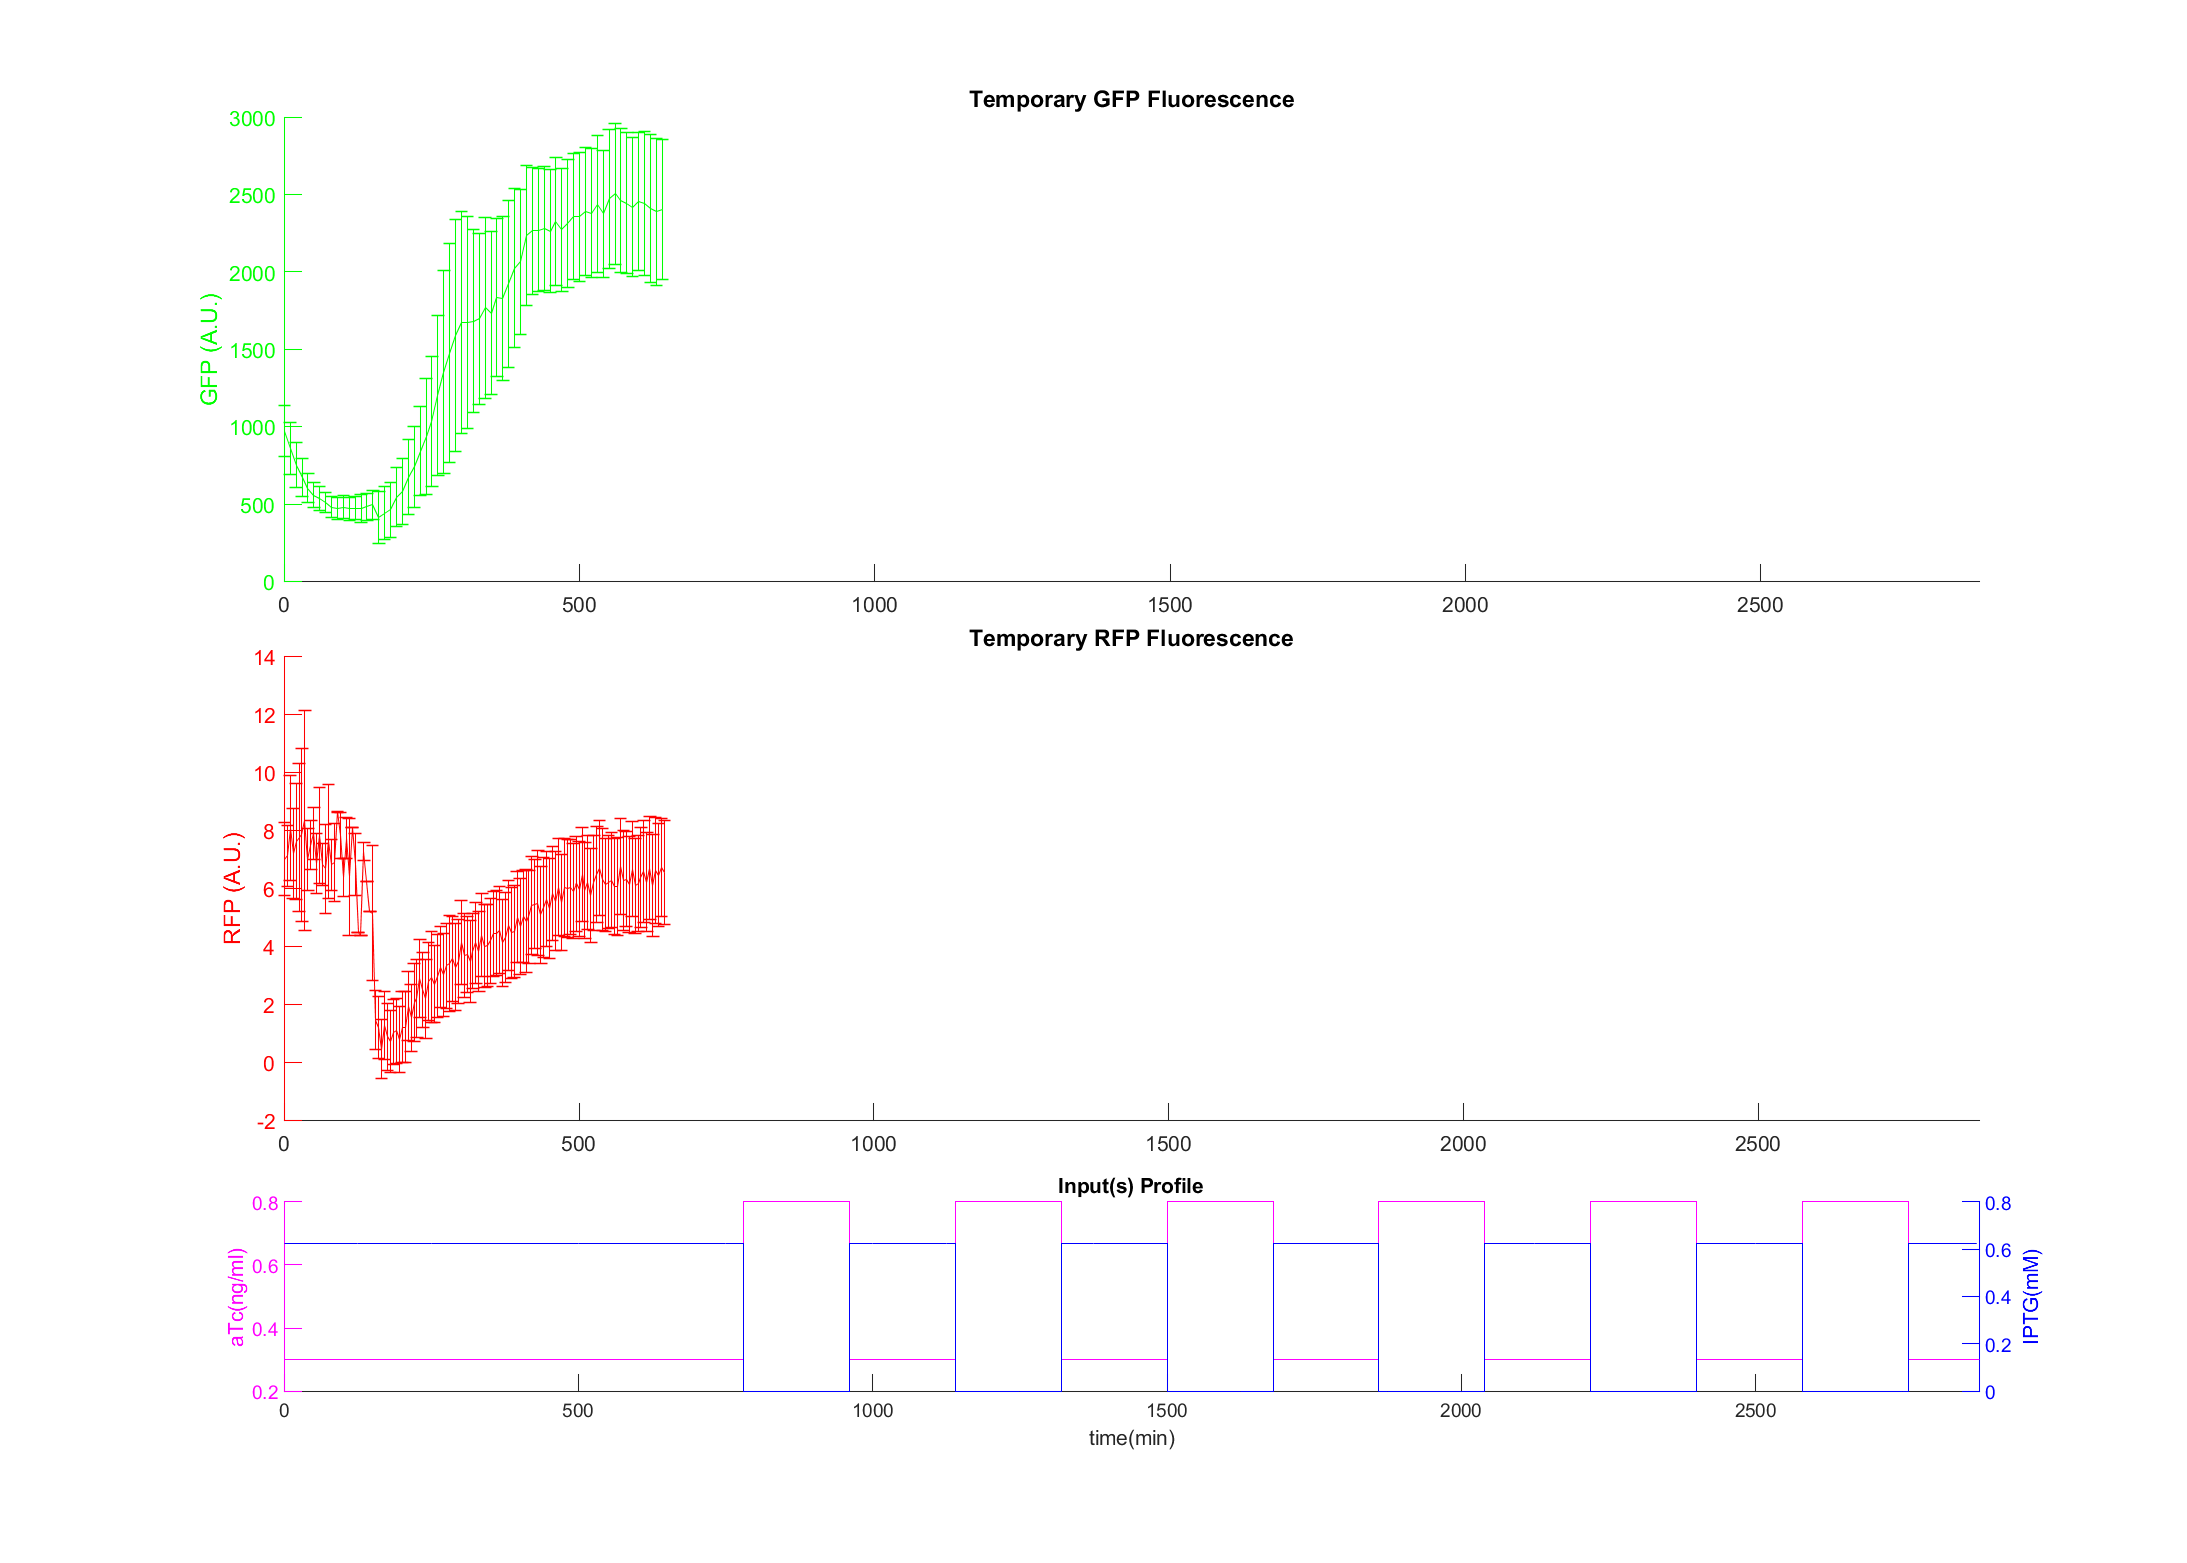 Temporary GFP Fluorescence
3000
2500
2000
1500
1000
500
0
GFP (A.U.)
0 500 1000 1500 2000 2500
Temporary RFP Fluorescence
14
12
10
8
6
4
2
0
-2
RFP (A.U.)
0 500 1000 1500 2000 2500
Input(s) Profile
0.8
0.6
0.4
0.2
aTc(ng/ml)
0.8
0.6
0.4
0.2
0
IPTG(mM)
0 500 1000 1500 2000 2500
time(min)